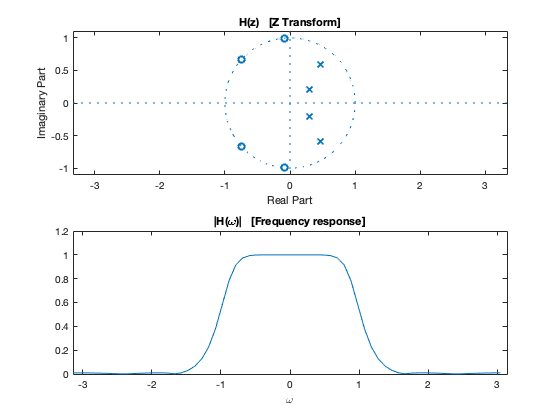 H(z) [Z Transform]
1
0.5
0
-0.5
-1
Imaginary Part
-3 -2 -1 0 1 2 3
Real Part
|H(ω)| [Frequency response]
1.2
1
0.8
0.6
0.4
0.2
0
-3 -2 -1 0 1 2 3
ω